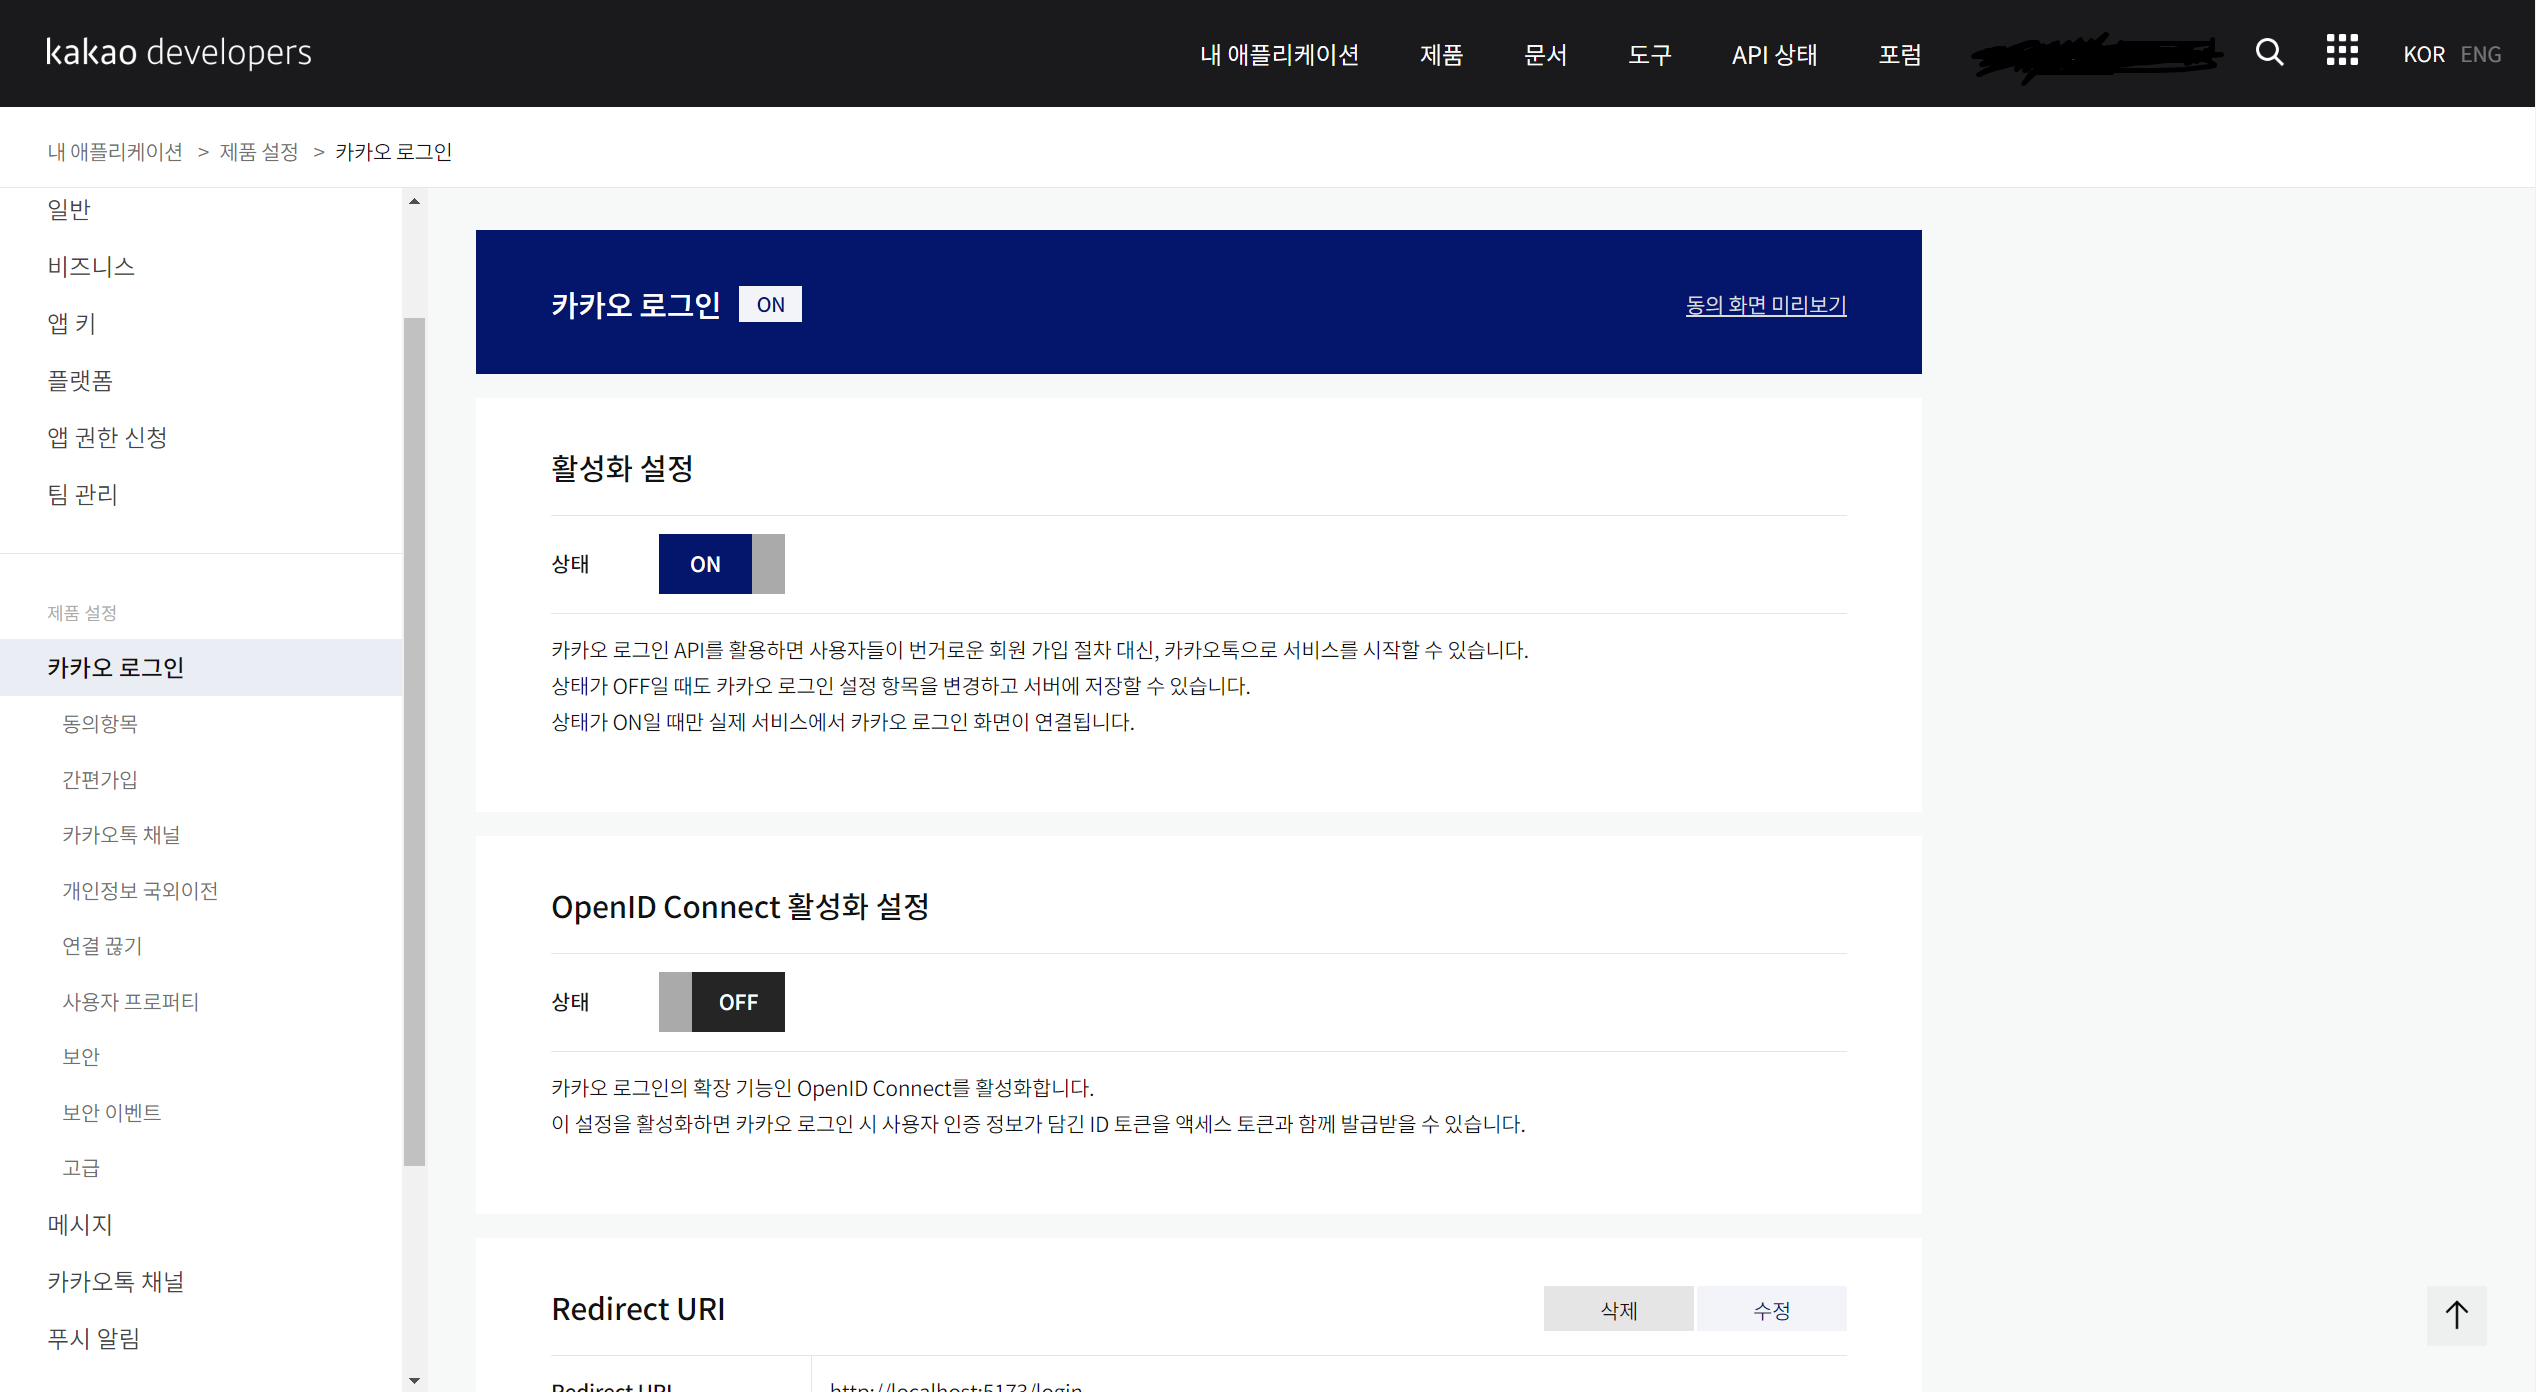 kakao developers
내 애플리케이션 제품 문서 도구 API 상태 포럼 KOR ENG
내 애플리케이션 > 제품 설정 > 카카오 로그인
일반
비즈니스
앱 키
플랫폼
앱 권한 신청
팀 관리
제품 설정
카카오 로그인
동의항목
간편가입
카카오톡 채널
개인정보 국외이전
연결 끊기
사용자 프로퍼티
보안
보안 이벤트
고급
메시지
카카오톡 채널
푸시 알림
카카오 로그인 ON 동의 화면 미리보기
활성화 설정
상태 ON
카카오 로그인 API를 활용하면 사용자들이 번거로운 회원 가입 절차 대신, 카카오톡으로 서비스를 시작할 수 있습니다.
상태가 OFF일 때도 카카오 로그인 설정 항목을 변경하고 서버에 저장할 수 있습니다.
상태가 ON일 때만 실제 서비스에서 카카오 로그인 화면이 연결됩니다.
OpenID Connect 활성화 설정
상태 OFF
카카오 로그인의 확장 기능인 OpenID Connect를 활성화합니다.
이 설정을 활성화하면 카카오 로그인 시 사용자 인증 정보가 담긴 ID 토큰을 액세스 토큰과 함께 발급받을 수 있습니다.
Redirect URI 삭제 수정
Redirect URI http://localhost:5173/login